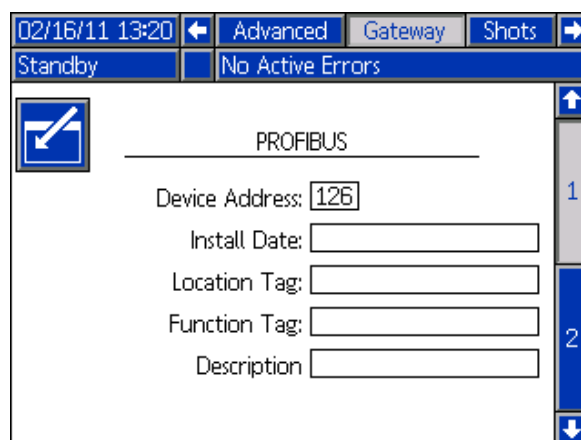 02/16/11 13:20 Advanced Gateway Shots
Standby No Active Errors
PROFIBUS
Device Address: 126
Install Date:
Location Tag:
Function Tag:
Description
1
2